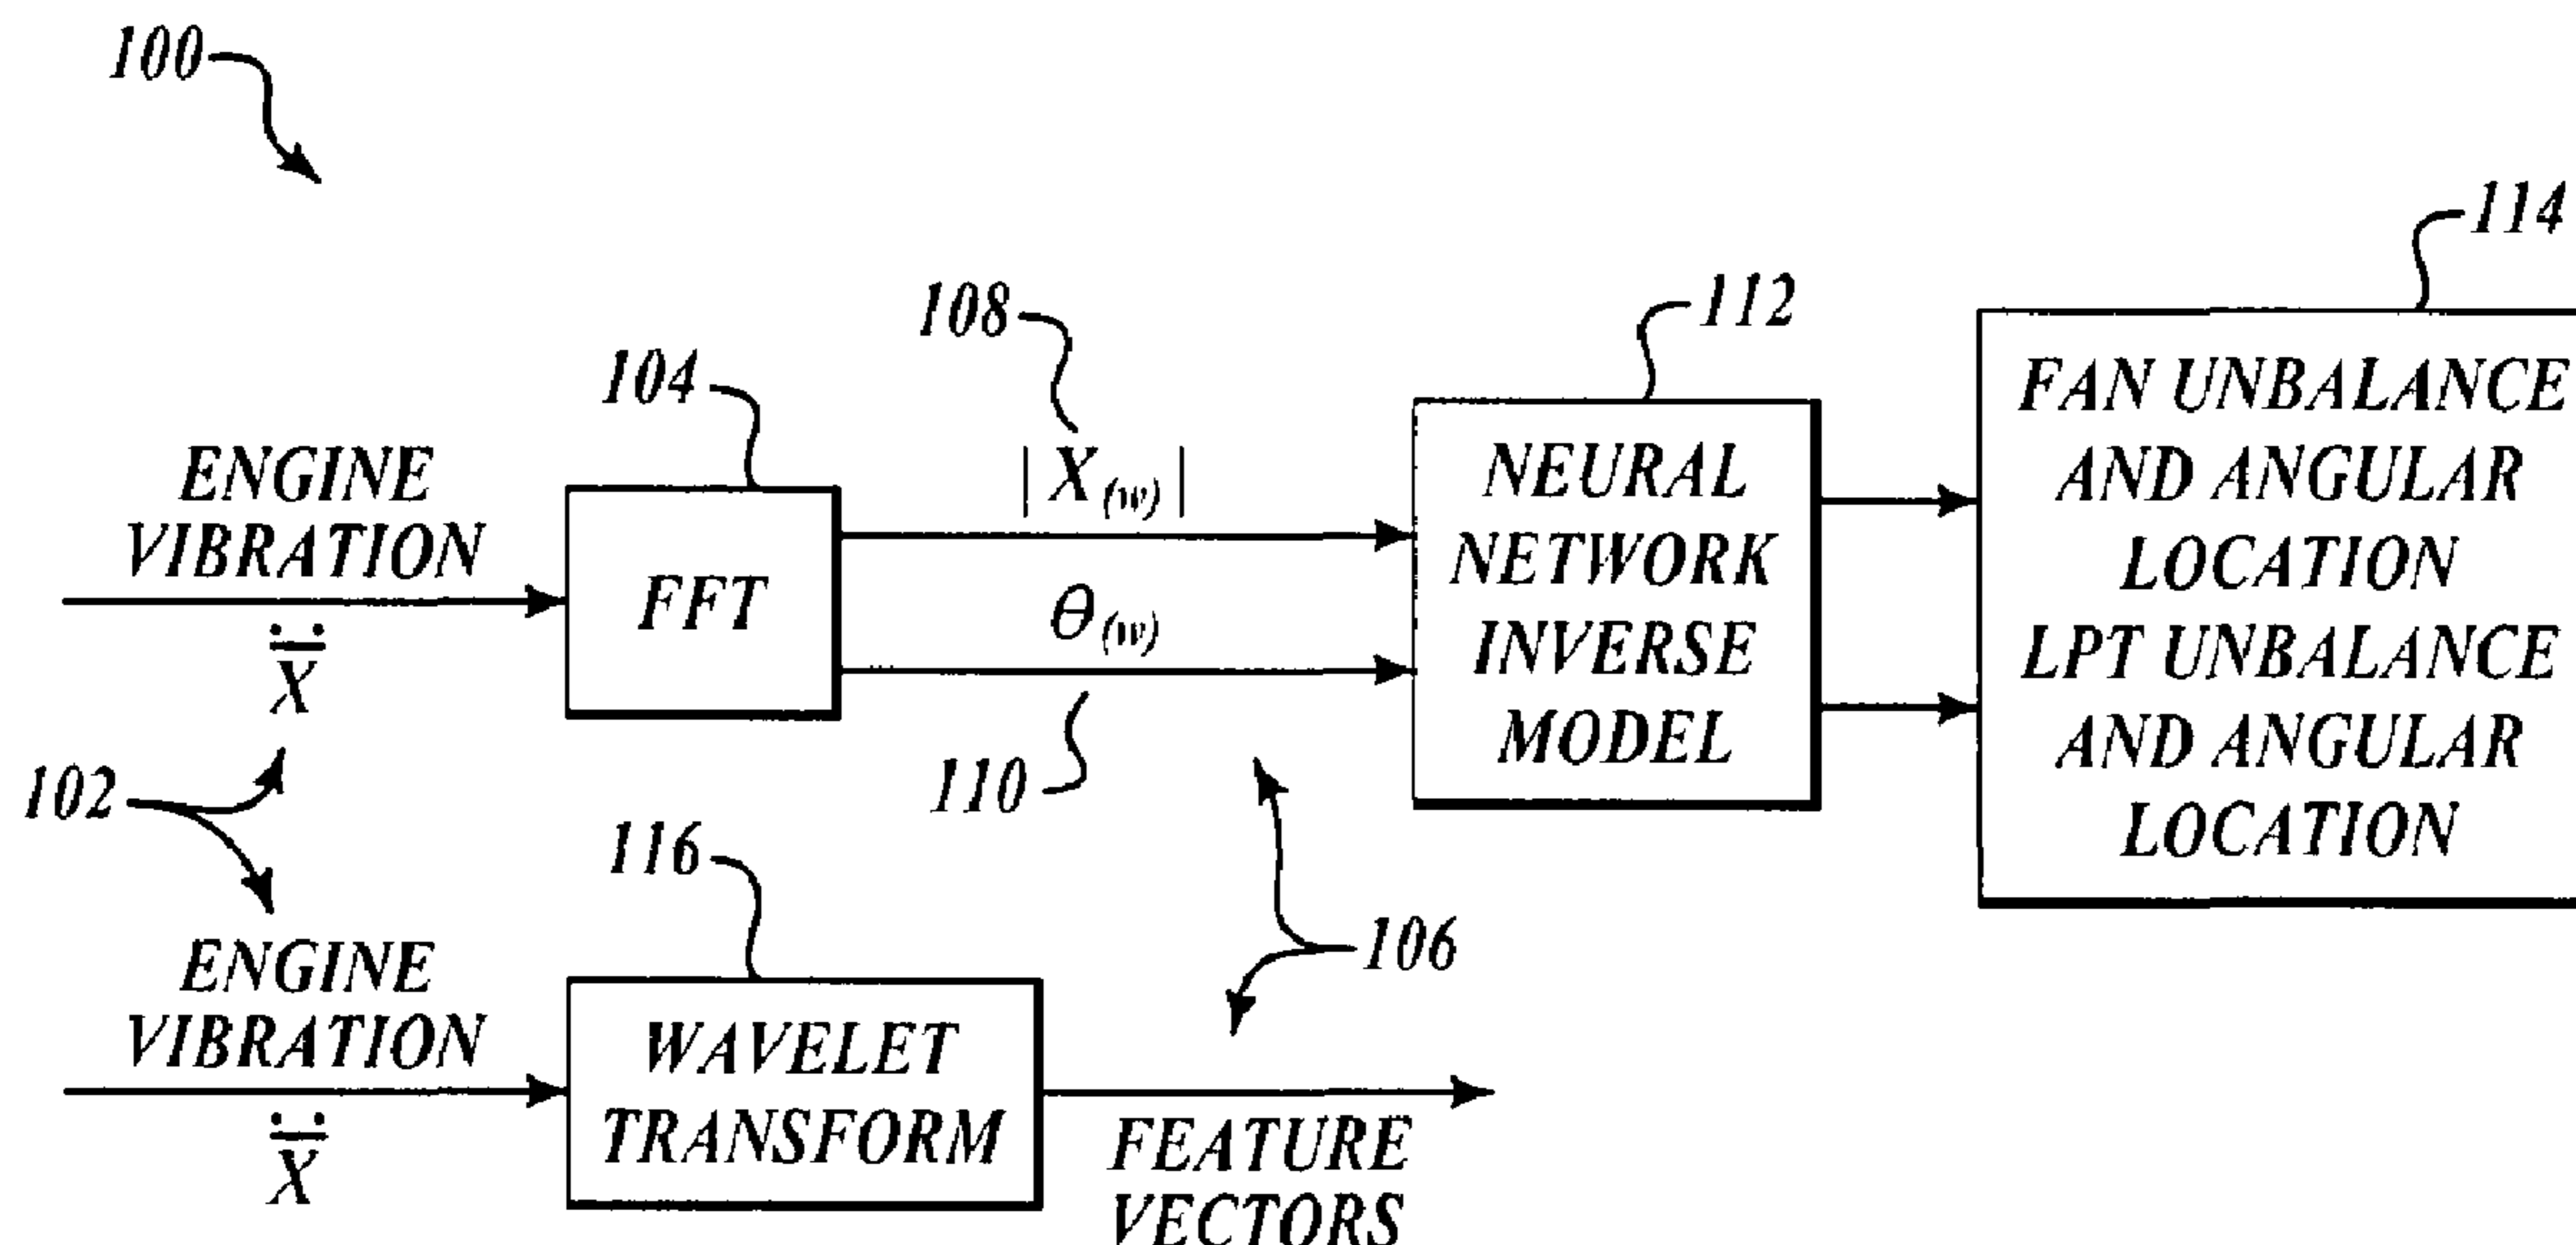 100
114
108
112
104
FAN UNBALANCE
AND ANGULAR
LOCATION
LPT UNBALANCE
AND ANGULAR
LOCATION
ENGINE
VIBRATION
Ẍ̅
FFT
|X(w)|
θ(w)
NEURAL
NETWORK
INVERSE
MODEL
110
102
116
106
ENGINE
VIBRATION
Ẍ̅
WAVELET
TRANSFORM
FEATURE
VECTORS